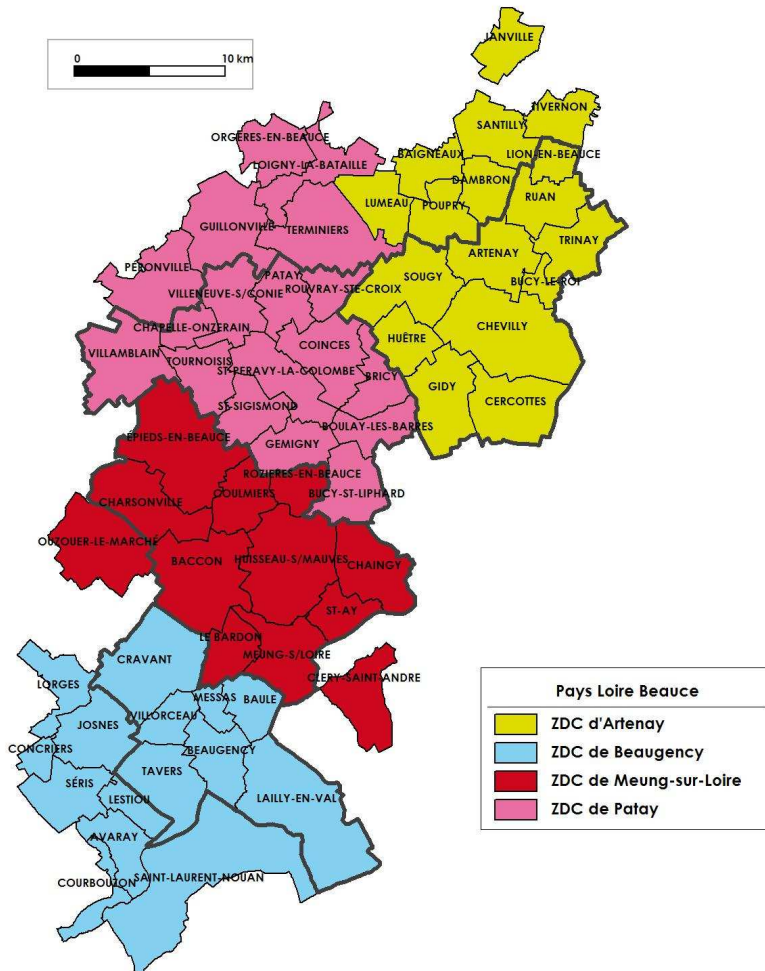 JANVILLE
0 10 km
TIVERNON
SANTILLY
ORGÈRES-EN-BEAUCE
BAIGNEAUX
LION-EN-BEAUCE
LOIGNY-LA-BATAILLE
DAMBRON
LUMEAU
POUPRY
RUAN
GUILLONVILLE
TERMINIERS
TRINAY
ARTENAY
PÉRONVILLE
PATAY
SOUGY
BUCY-LE-ROI
ROUVRAY-STE-CROIX
VILLENEUVE-S/CONIE
CHAPELLE-ONZERAIN
CHEVILLY
HUÊTRE
COINCES
VILLAMBLAIN
TOURNOISIS
ST-PERAVY-LA-COLOMBE
BRICY
GIDY
CERCOTTES
ST-SIGISMOND
BOULAY-LES-BARRES
ÉPIEDS-EN-BEAUCE
GEMIGNY
ROZIERES-EN-BEAUCE
COULMIERS
BUCY-ST-LIPHARD
CHARSONVILLE
OUZOUER-LE-MARCHÉ
BACCON
HUISSEAU-S/MAUVES
CHAINGY
ST-AY
LE BARDON
MEUNG-S/LOIRE
CRAVANT
CLERY-SAINT-ANDRE
LORGES
MESSAS
BAULE
JOSNES
VILLORCEAU
CONCRIERS
BEAUGENCY
TAVERS
SÉRIS
LESTIOU
LAILLY-EN-VAL
AVARAY
COURBOUZON
SAINT-LAURENT-NOUAN
Pays Loire Beauce
ZDC d'Artenay
ZDC de Beaugency
ZDC de Meung-sur-Loire
ZDC de Patay